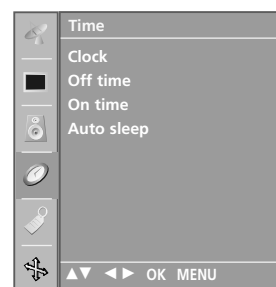 Time
Clock
Off time
On time
Auto sleep
▲▼ ◄► OK MENU